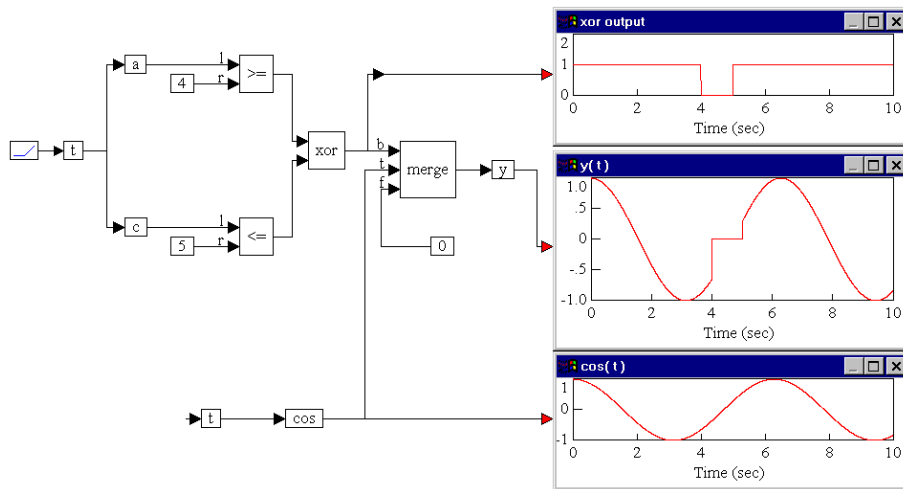 xor output
2
1
0
0 2 4 6 8 10
Time (sec)
a
l
r
>=
4
t
xor
b
t
f
merge
y
c
l
r
<=
5
0
y(t)
1.0
.5
0
-.5
-1.0
0 2 4 6 8 10
Time (sec)
cos(t)
1
0
-1
0 2 4 6 8 10
Time (sec)
t
cos